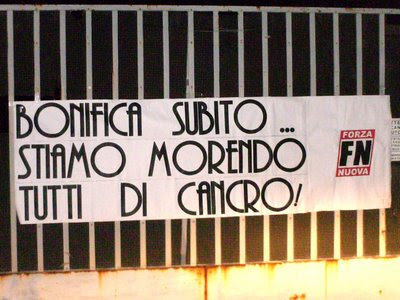 BONIFICA SUBITO...
STIAMO MORENDO
TUTTI DI CANCRO!
FORZA
FN
NUOVA